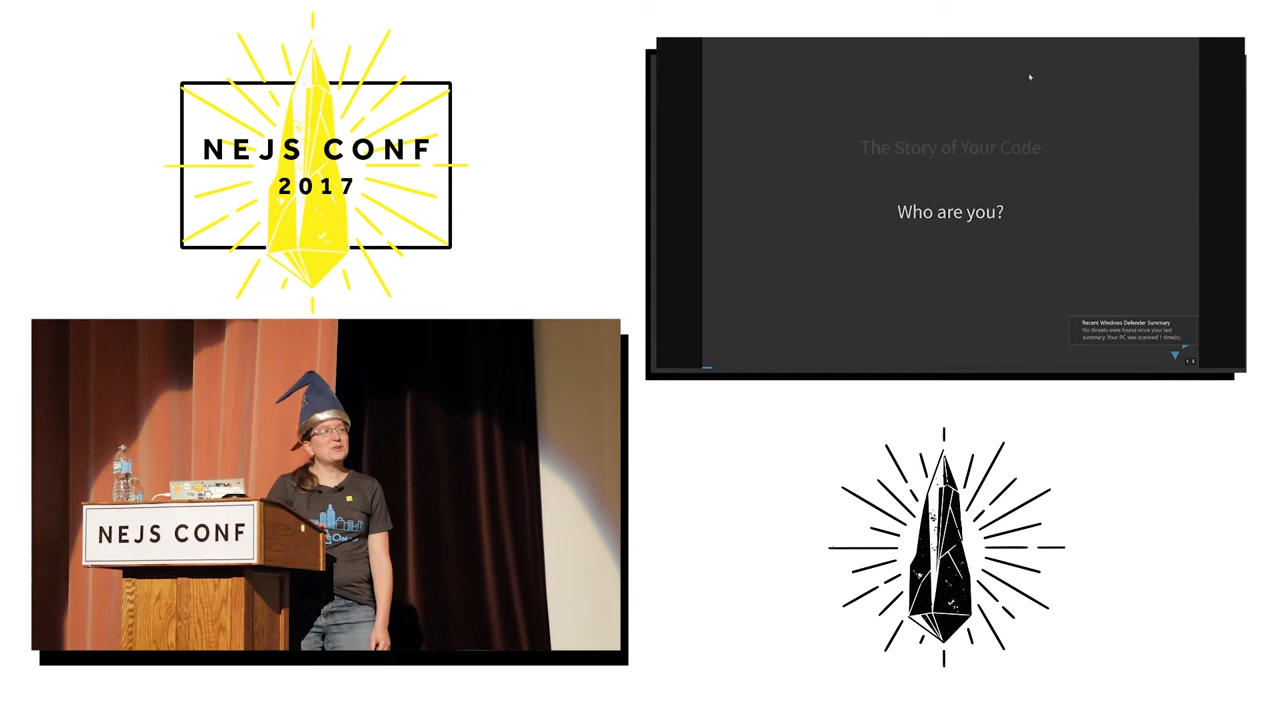 NEJS CONF
2017
The Story of Your Code
Who are you?
Recent Windows Defender Summary
No threats were found since your last
summary. Your PC was scanned 1 time(s).
NEJS CONF